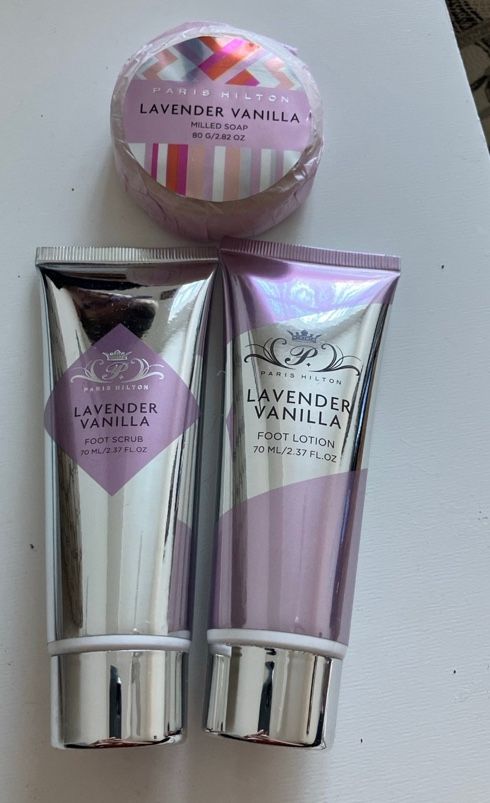 PARIS HILTON
LAVENDER VANILLA
MILLED SOAP
80 G/2.82 OZ
P.
PARIS HILTON
LAVENDER
VANILLA
FOOT SCRUB
70 ML/2.37 FL.OZ
P.
PARIS HILTON
LAVENDER
VANILLA
FOOT LOTION
70 ML/2.37 FL.OZ